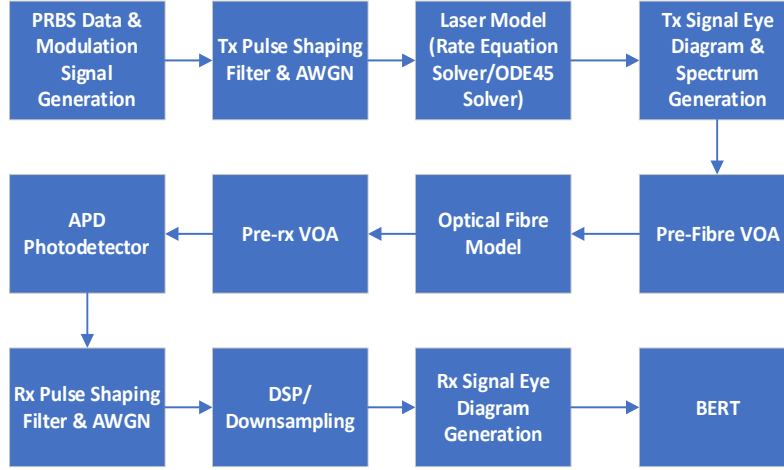 PRBS Data &
Modulation
Signal
Generation
Tx Pulse Shaping
Filter & AWGN
Laser Model
(Rate Equation
Solver/ODE45
Solver)
Tx Signal Eye
Diagram &
Spectrum
Generation
APD
Photodetector
Pre-rx VOA
Optical Fibre
Model
Pre-Fibre VOA
Rx Pulse Shaping
Filter & AWGN
DSP/
Downsampling
Rx Signal Eye
Diagram
Generation
BERT